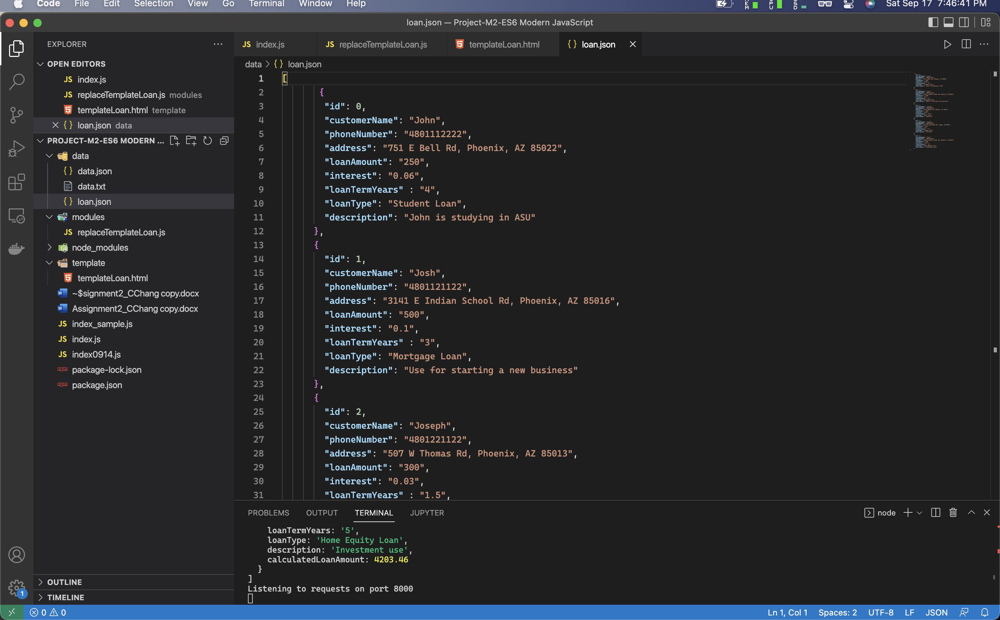 Code File Edit Selection View Go Terminal Window Help Sat Sep 17 7:46:41 PM
loan.json — Project-M2-ES6 Modern JavaScript
EXPLORER
OPEN EDITORS
JS index.js
JS replaceTemplateLoan.js modules
templateLoan.html template
{} loan.json data
PROJECT-M2-ES6 MODERN ...
data
{} data.json
data.txt
{} loan.json
modules
JS replaceTemplateLoan.js
node_modules
template
templateLoan.html
~$signment2_CChang copy.docx
Assignment2_CChang copy.docx
JS index_sample.js
JS index.js
JS index0914.js
package-lock.json
package.json
OUTLINE
TIMELINE
JS index.js JS replaceTemplateLoan.js templateLoan.html {} loan.json
data > {} loan.json
1 [
2 {
3 "id": 0,
4 "customerName": "John",
5 "phoneNumber": "4801112222",
6 "address": "751 E Bell Rd, Phoenix, AZ 85022",
7 "loanAmount": "250",
8 "interest": "0.06",
9 "loanTermYears" : "4",
10 "loanType": "Student Loan",
11 "description": "John is studying in ASU"
12 },
13 {
14 "id": 1,
15 "customerName": "Josh",
16 "phoneNumber": "4801121122",
17 "address": "3141 E Indian School Rd, Phoenix, AZ 85016",
18 "loanAmount": "500",
19 "interest": "0.1",
20 "loanTermYears" : "3",
21 "loanType": "Mortgage Loan",
22 "description": "Use for starting a new business"
23 },
24 {
25 "id": 2,
26 "customerName": "Joseph",
27 "phoneNumber": "4801221122",
28 "address": "507 W Thomas Rd, Phoenix, AZ 85013",
29 "loanAmount": "300",
30 "interest": "0.03",
31 "loanTermYears" : "1.5",
PROBLEMS OUTPUT TERMINAL JUPYTER node
loanTermYears: '5',
loanType: 'Home Equity Loan',
description: 'Investment use',
calculatedLoanAmount: 4203.46
}
]
Listening to requests on port 8000
1
0 0 Ln 1, Col 1 Spaces: 2 UTF-8 LF JSON